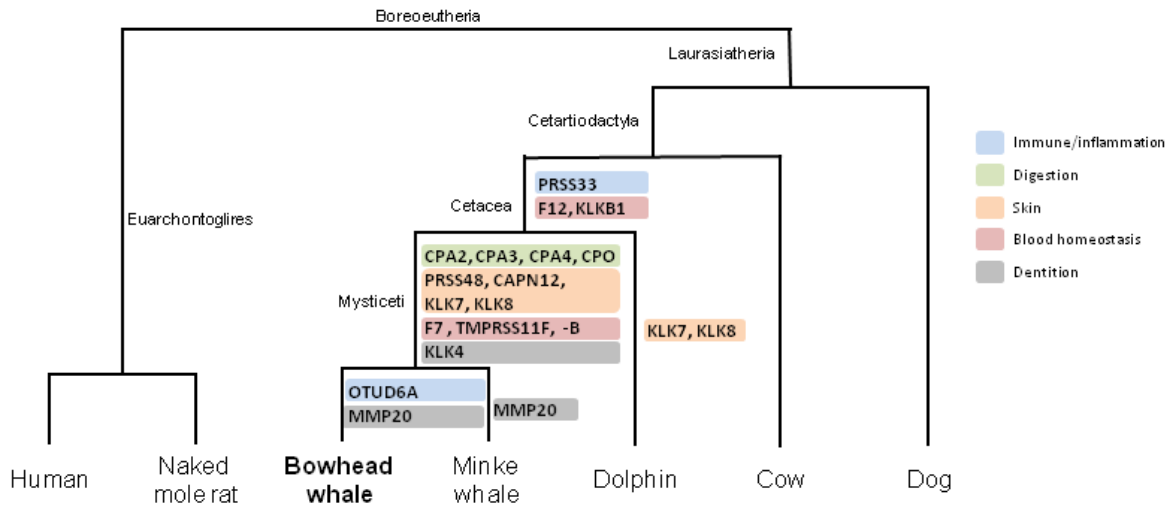 Boreoeutheria
Laurasiatheria
Cetartiodactyla
Immune/inflammation
Digestion
Skin
Blood homeostasis
Dentition
PRSS33
F12, KLKB1
Cetacea
Euarchontoglires
CPA2, CPA3, CPA4, CPO
PRSS48, CAPN12,
KLK7, KLK8
Mysticeti
F7, TMPRSS11F, -B
KLK4
KLK7, KLK8
OTUD6A
MMP20
MMP20
Human
Naked
mole rat
Bowhead
whale
Minke
whale
Dolphin
Cow
Dog